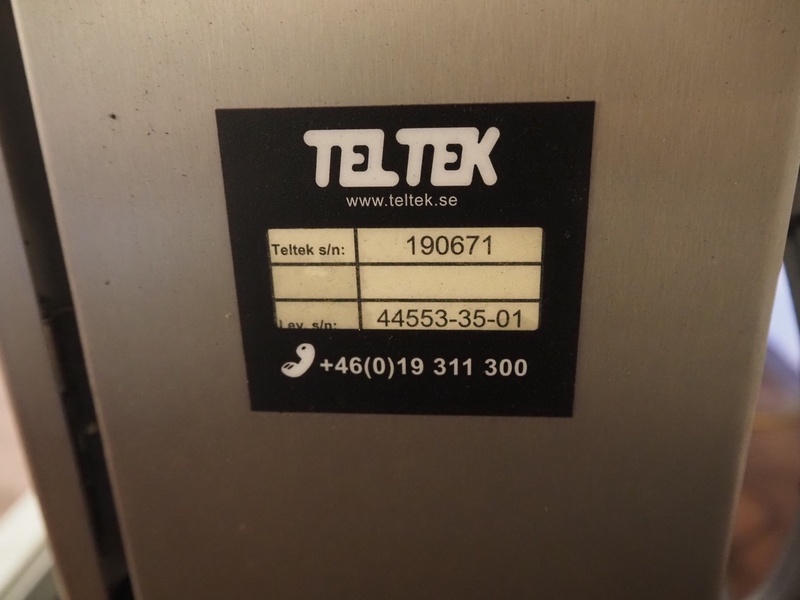 TELTEK
www.teltek.se
Teltek s/n: 190671
Lev. s/n: 44553-35-01
+46(0)19 311 300